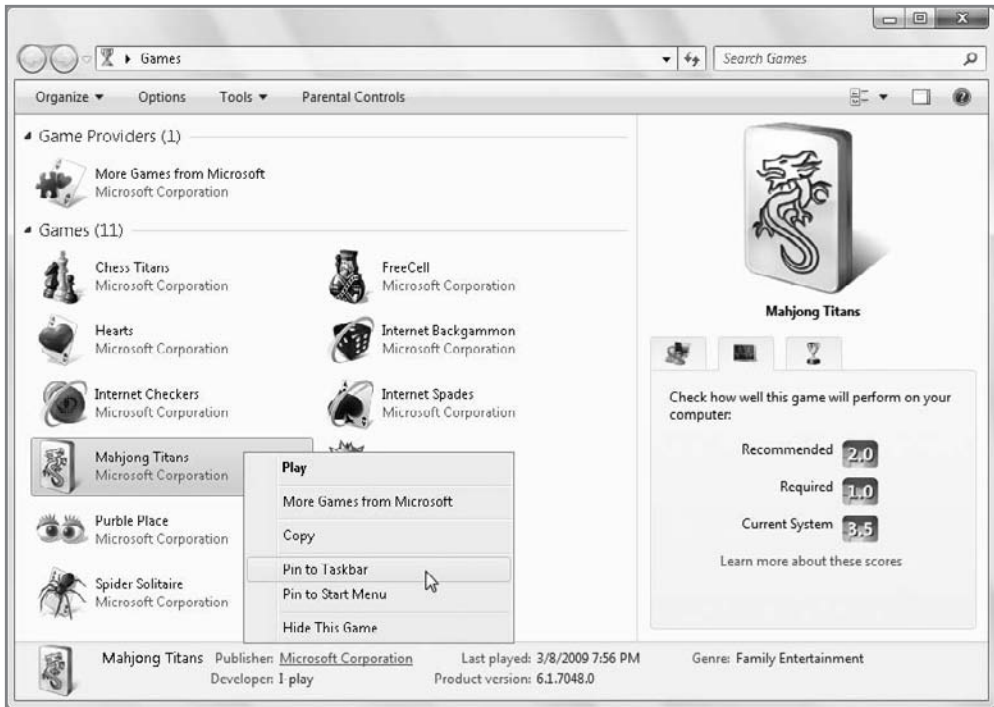 Games
Search Games
Organize
Options
Tools
Parental Controls
Game Providers (1)
More Games from Microsoft
Microsoft Corporation
Games (11)
Chess Titans
Microsoft Corporation
FreeCell
Microsoft Corporation
Hearts
Microsoft Corporation
Internet Backgammon
Microsoft Corporation
Internet Checkers
Microsoft Corporation
Internet Spades
Microsoft Corporation
Mahjong Titans
Microsoft Corporation
Purble Place
Microsoft Corporation
Spider Solitaire
Microsoft Corporation
Play
More Games from Microsoft
Copy
Pin to Taskbar
Pin to Start Menu
Hide This Game
Mahjong Titans
Check how well this game will perform on your
computer:
Recommended 2.0
Required 1.0
Current System 3.5
Learn more about these scores
Mahjong Titans Publisher: Microsoft Corporation Last played: 3/8/2009 7:56 PM Genre: Family Entertainment
Developer: I-play Product version: 6.1.7048.0